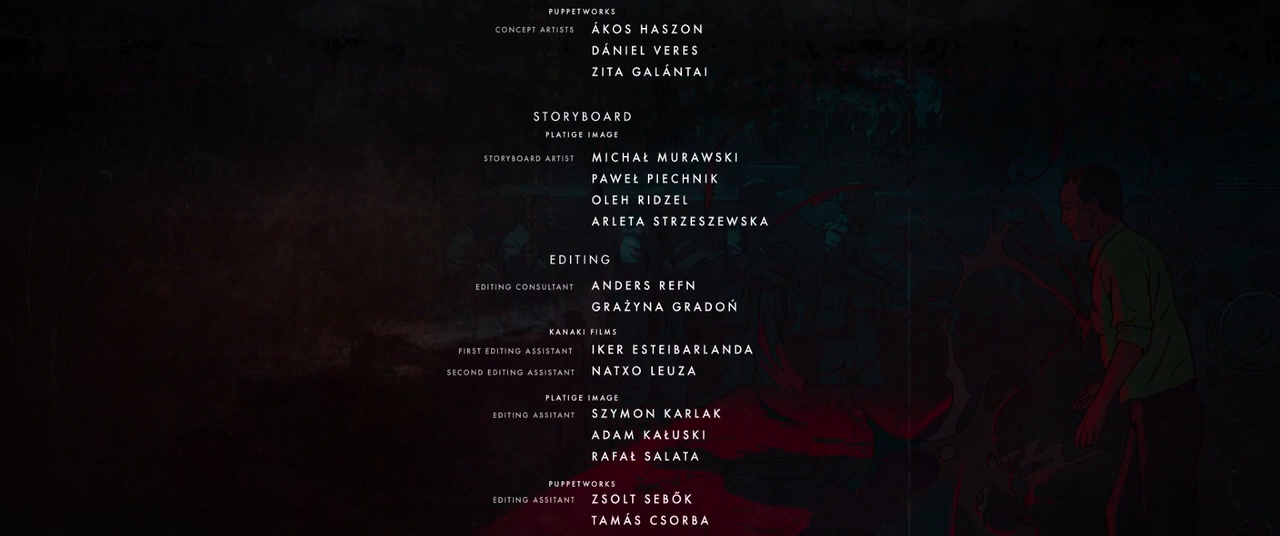 PUPPETWORKS
CONCEPT ARTISTS ÁKOS HASZON
DÁNIEL VERES
ZITA GALÁNTAI
STORYBOARD
PLATIGE IMAGE
STORYBOARD ARTIST MICHAŁ MURAWSKI
PAWEŁ PIECHNIK
OLEH RIDZEL
ARLETA STRZESZEWSKA
EDITING
EDITING CONSULTANT ANDERS REFN
GRAŻYNA GRADOŃ
KANAKI FILMS
FIRST EDITING ASSISTANT IKER ESTEIBARLANDA
SECOND EDITING ASSISTANT NATXO LEUZA
PLATIGE IMAGE
EDITING ASSITANT SZYMON KARLAK
ADAM KAŁUSKI
RAFAŁ SALATA
PUPPETWORKS
EDITING ASSITANT ZSOLT SEBŐK
TAMÁS CSORBA